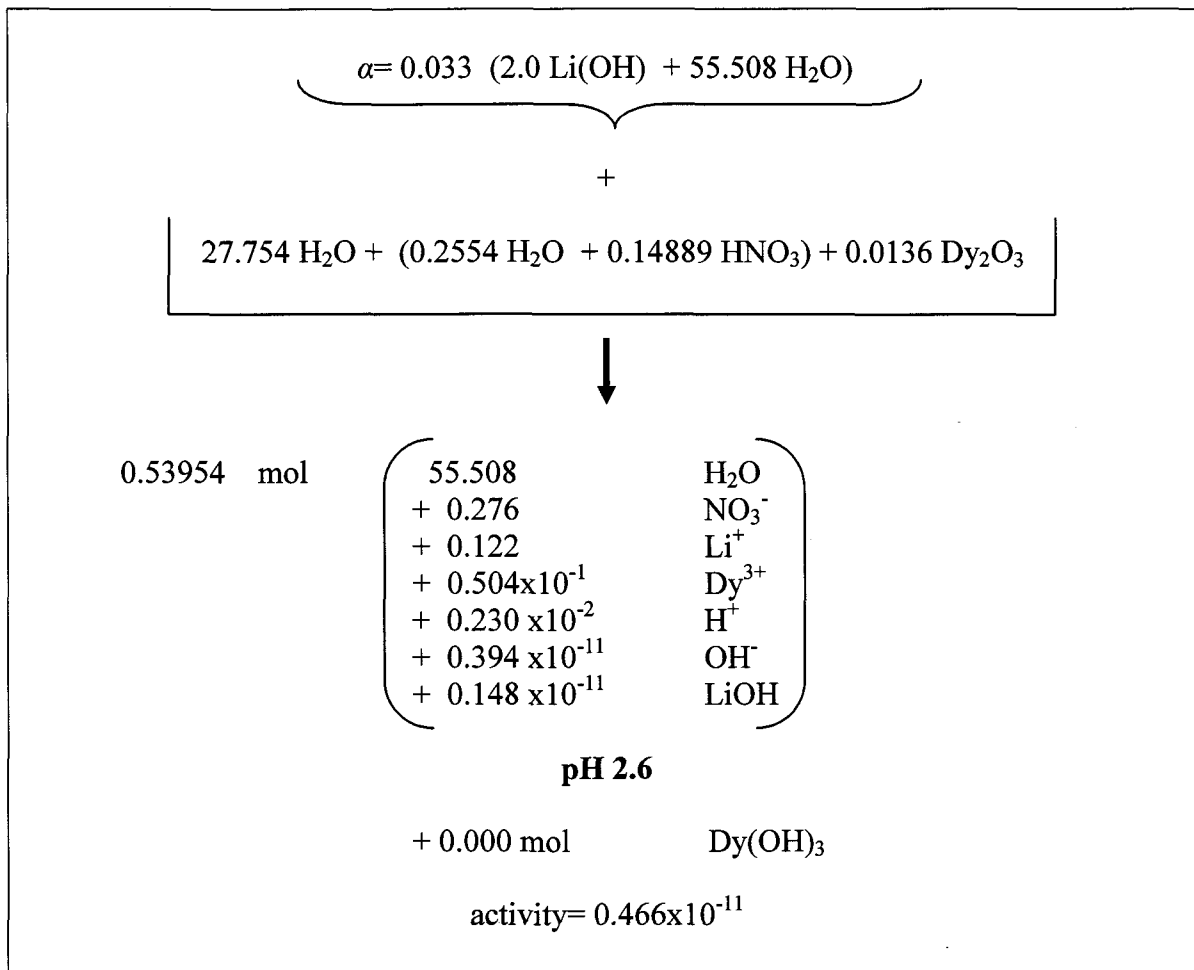 α= 0.033 (2.0 Li(OH) + 55.508 H₂O)
+
27.754 H₂O + (0.2554 H₂O + 0.14889 HNO₃) + 0.0136 Dy₂O₃
0.53954 mol 55.508 H₂O
+ 0.276 NO₃⁻
+ 0.122 Li⁺
+ 0.504x10⁻¹ Dy³⁺
+ 0.230 x10⁻² H⁺
+ 0.394 x10⁻¹¹ OH⁻
+ 0.148 x10⁻¹¹ LiOH
pH 2.6
+ 0.000 mol Dy(OH)₃
activity= 0.466x10⁻¹¹